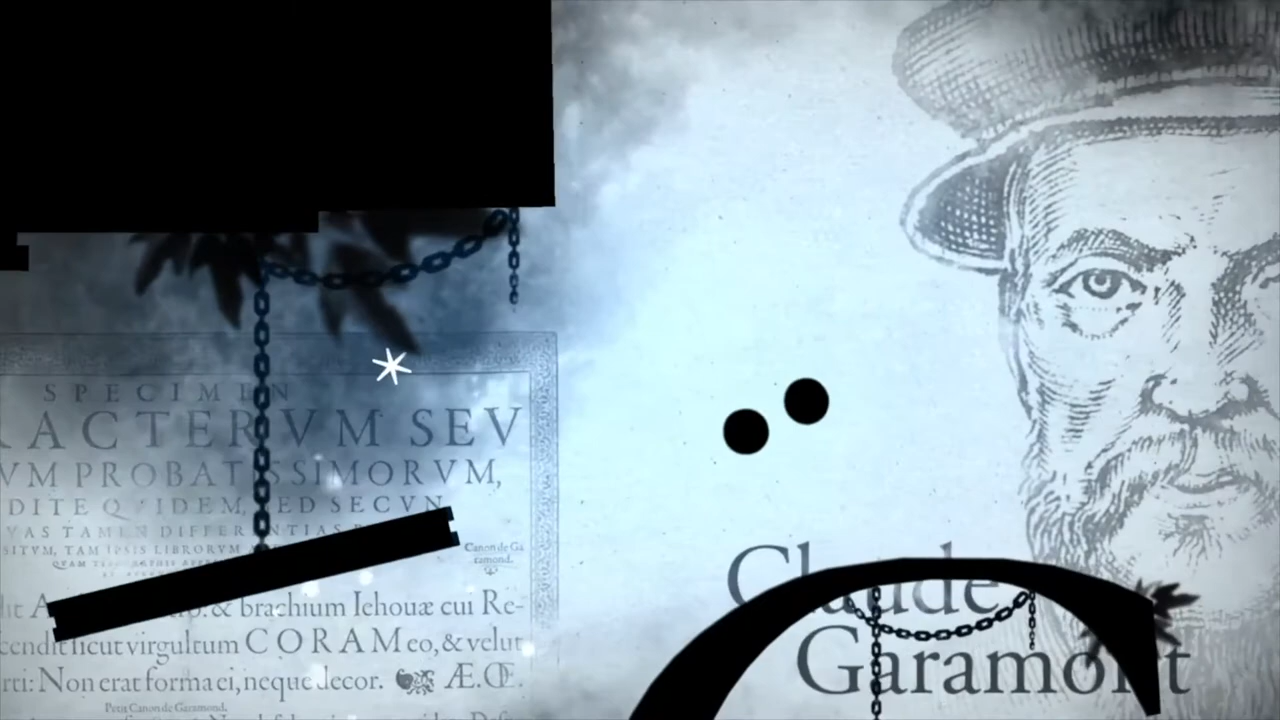 SPECIMEN
RACTERVM SEV
VM PROBATISSIMORVM,
DITE QVIDEM, SED SECVN
VAS TAMEN DIFFERENTIAS
SITVM, TAM IPSIS LIBRORVM
Canon de Ga
ramond.
& brachium Iehouæ cui Re-
cendit sicut virgultum CORAM eo, & velut
rti: Non erat forma ei, neque decor. Æ.Œ.
Petit Canon de Garamond.
Claude
Garamont